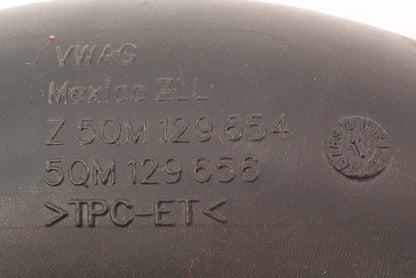 VWAG
Mexico ZLL
Z 5QM 129 654
5QM 129 656
>TPC-ET<